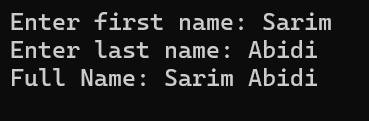 Enter first name: Sarim
Enter last name: Abidi
Full Name: Sarim Abidi